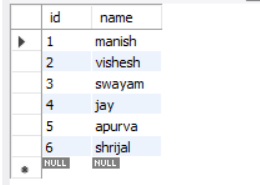 id name
1 manish
2 vishesh
3 swayam
4 jay
5 apurva
6 shrijal
NULL NULL